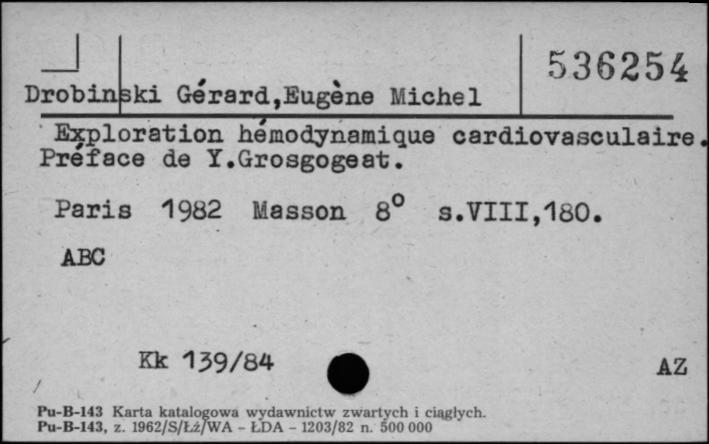 536254
Drobinski Gérard,Eugène Michel
Exploration hémodynamique cardiovasculaire.
Préface de Y.Grosgogeat.
Paris 1982 Masson 8° s.VIII,180.
ABC
Kk 139/84
AZ
Pu-B-143 Karta katalogowa wydawnictw zwartych i ciągłych.
Pu-B-143, z. 1962/S/Łż/WA - ŁDA - 1203/82 n. 500 000